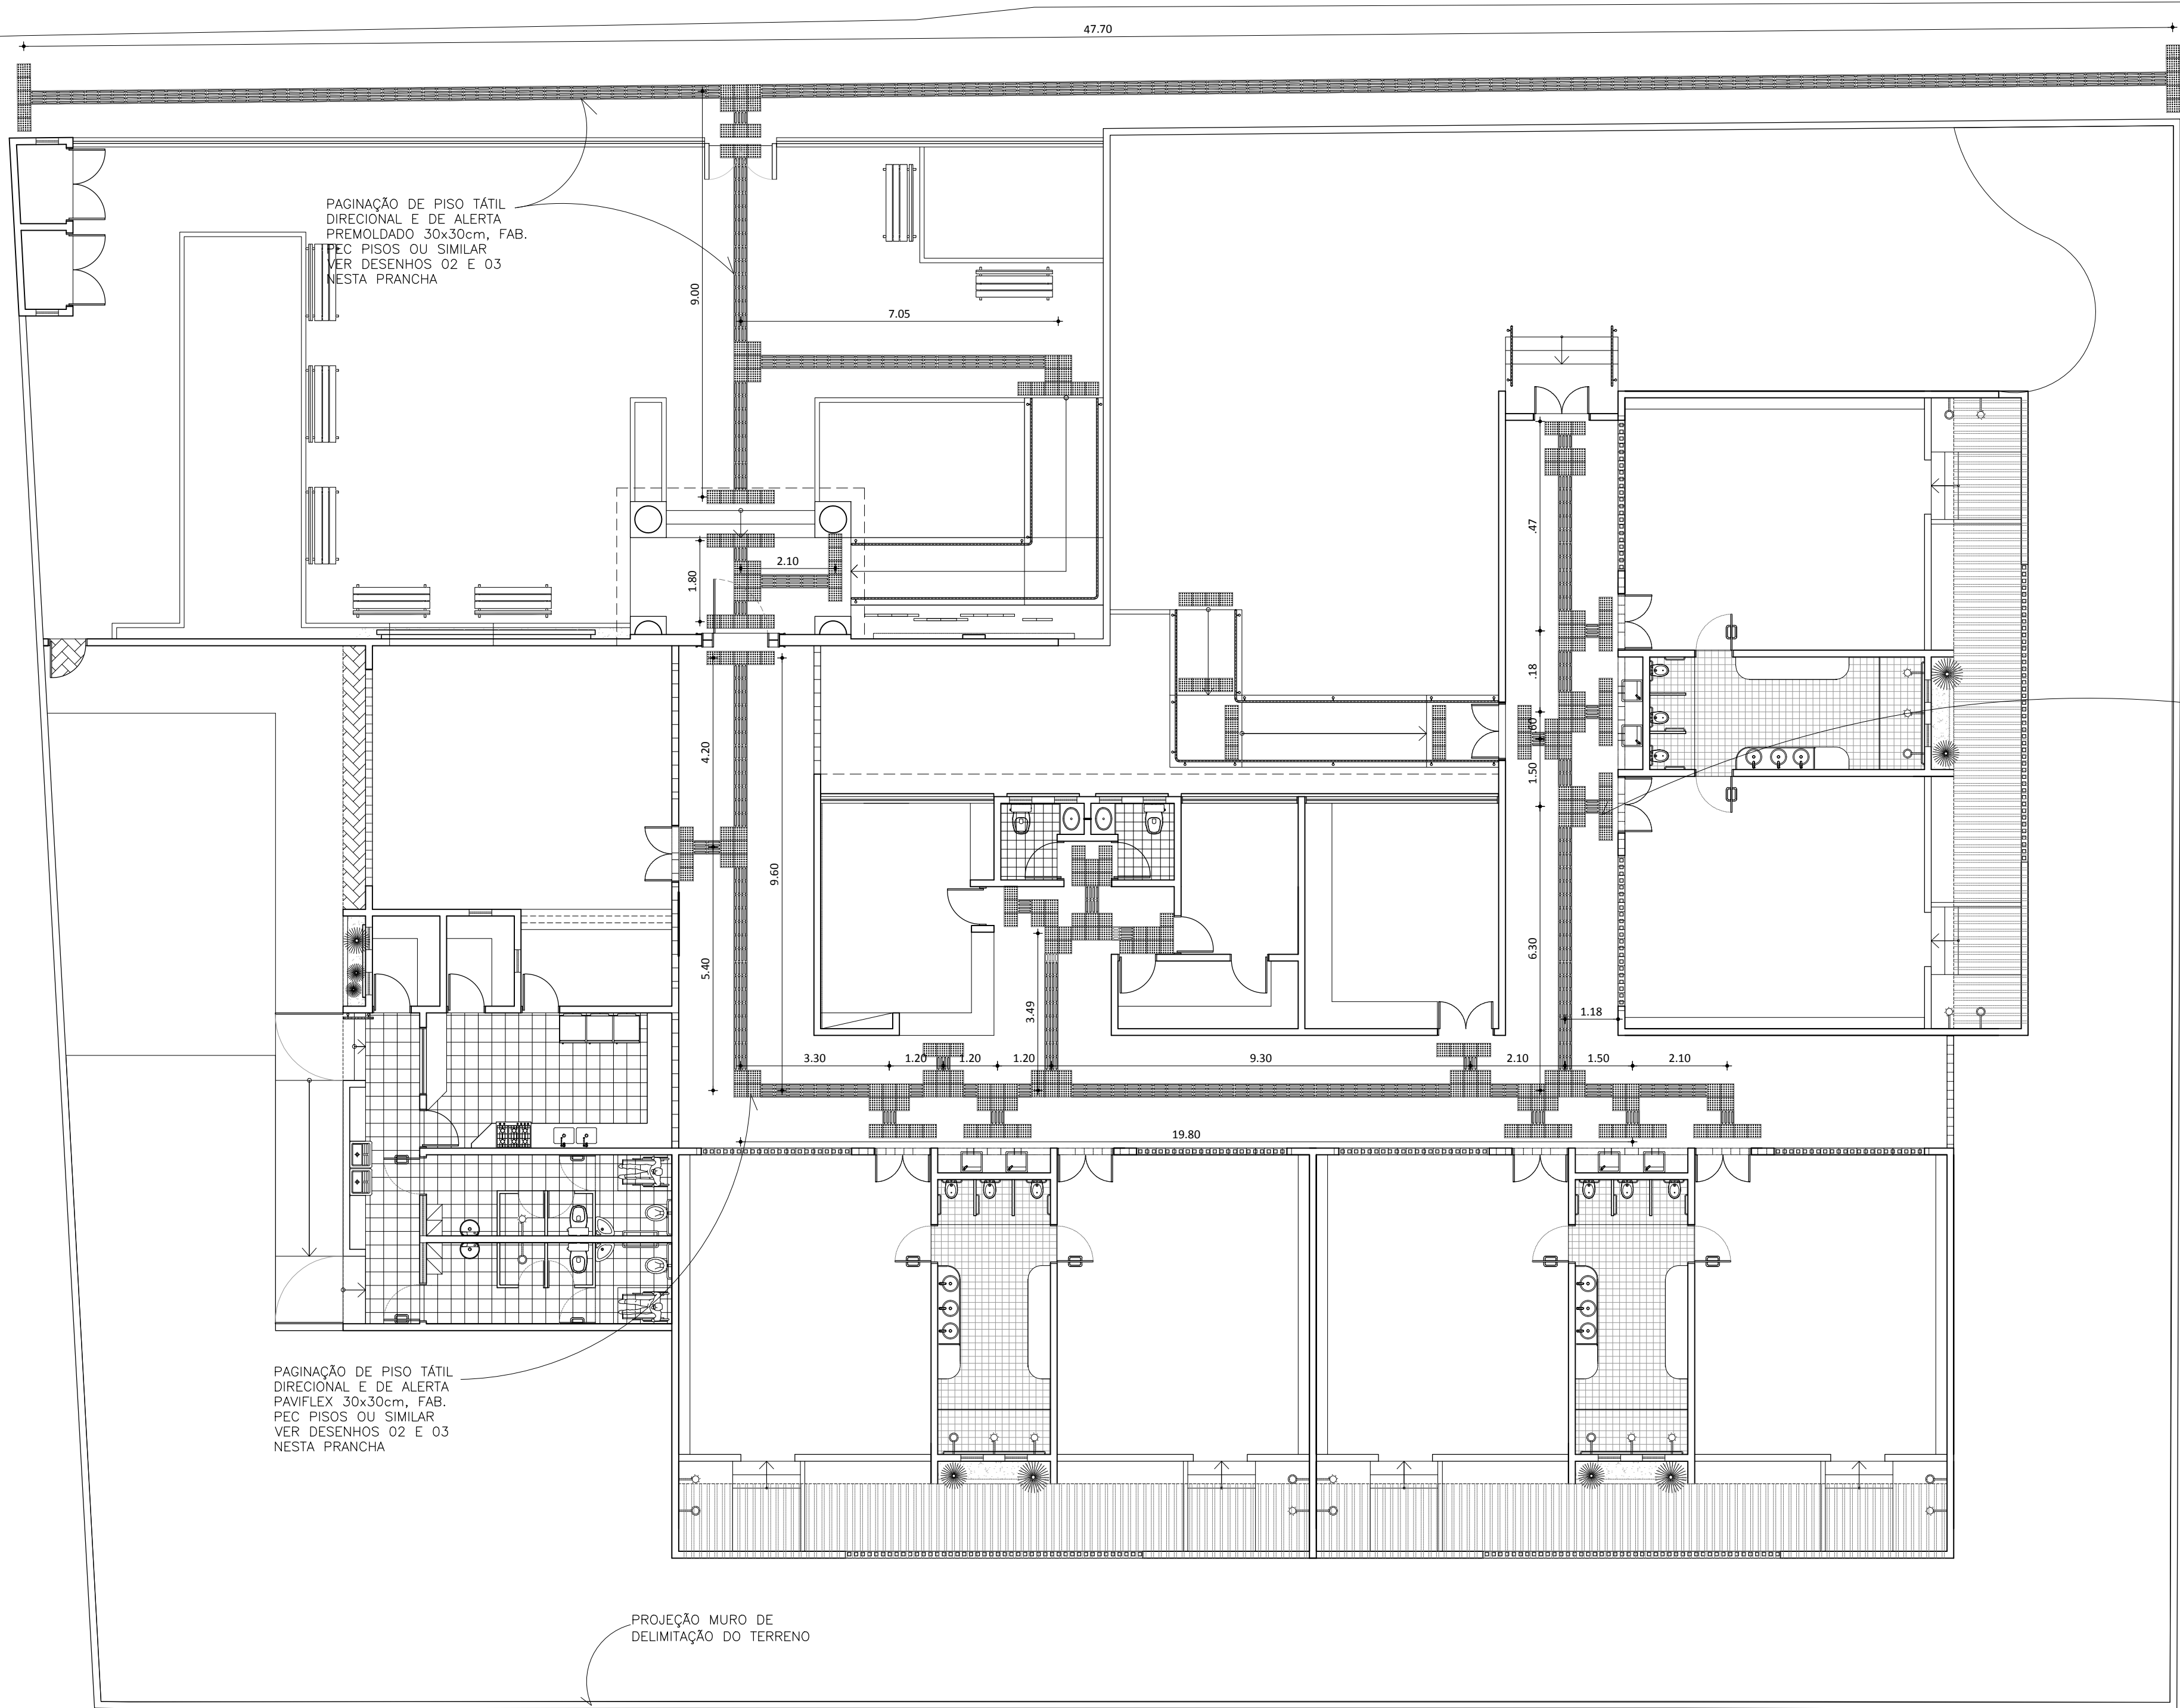 47.70
PAGINAÇÃO DE PISO TÁTIL
DIRECIONAL E DE ALERTA
PREMOLDADO 30x30cm, FAB.
PEC PISOS OU SIMILAR
VER DESENHOS 02 E 03
NESTA PRANCHA
9.00
7.05
.47
1.80
2.10
.18
.60
4.20
1.50
9.60
6.30
5.40
3.49
1.18
3.30
1.20
1.20
1.20
9.30
2.10
1.50
2.10
19.80
PAGINAÇÃO DE PISO TÁTIL
DIRECIONAL E DE ALERTA
PAVIFLEX 30x30cm, FAB.
PEC PISOS OU SIMILAR
VER DESENHOS 02 E 03
NESTA PRANCHA
PROJEÇÃO MURO DE
DELIMITAÇÃO DO TERRENO